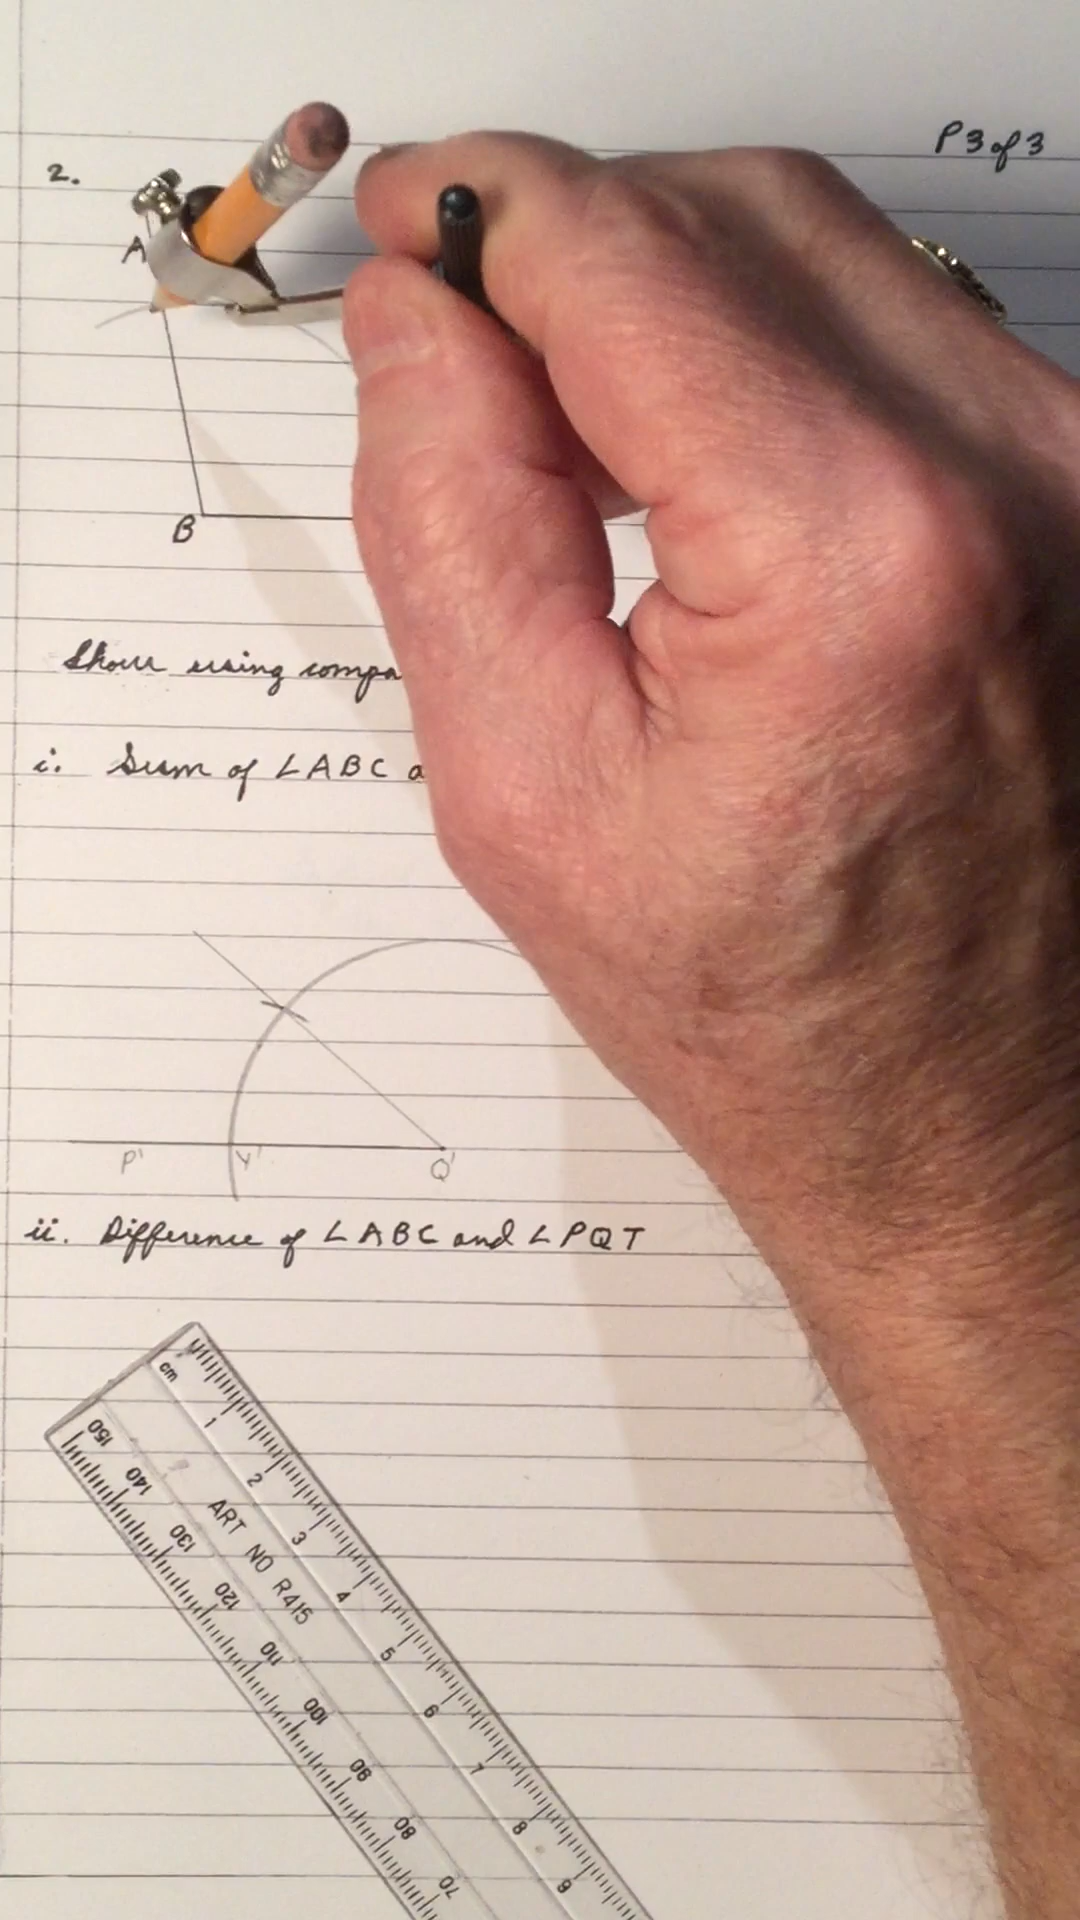 P3 of 3
2.
A
B
Show using compa
i. Sum of ∠ABC a
P' Y' Q'
ii. Difference of ∠ABC and ∠PQT
cm 1 2 3 4 5 6 7 8 9
ART NO R415
150 140 130 120 110 100 90 80 70